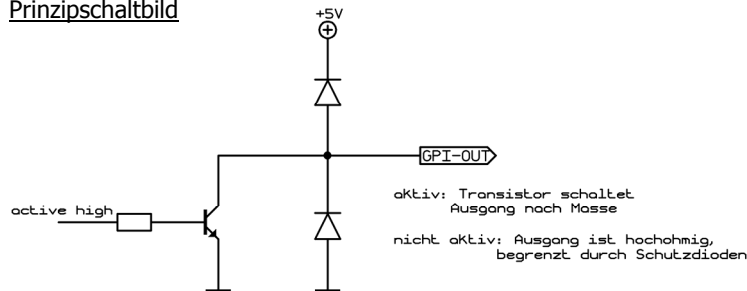 Prinzipschaltbild
+5V
GPI-OUT
active high
aktiv: Transistor schaltet
Ausgang nach Masse
nicht aktiv: Ausgang ist hochohmig,
begrenzt durch Schutzdioden